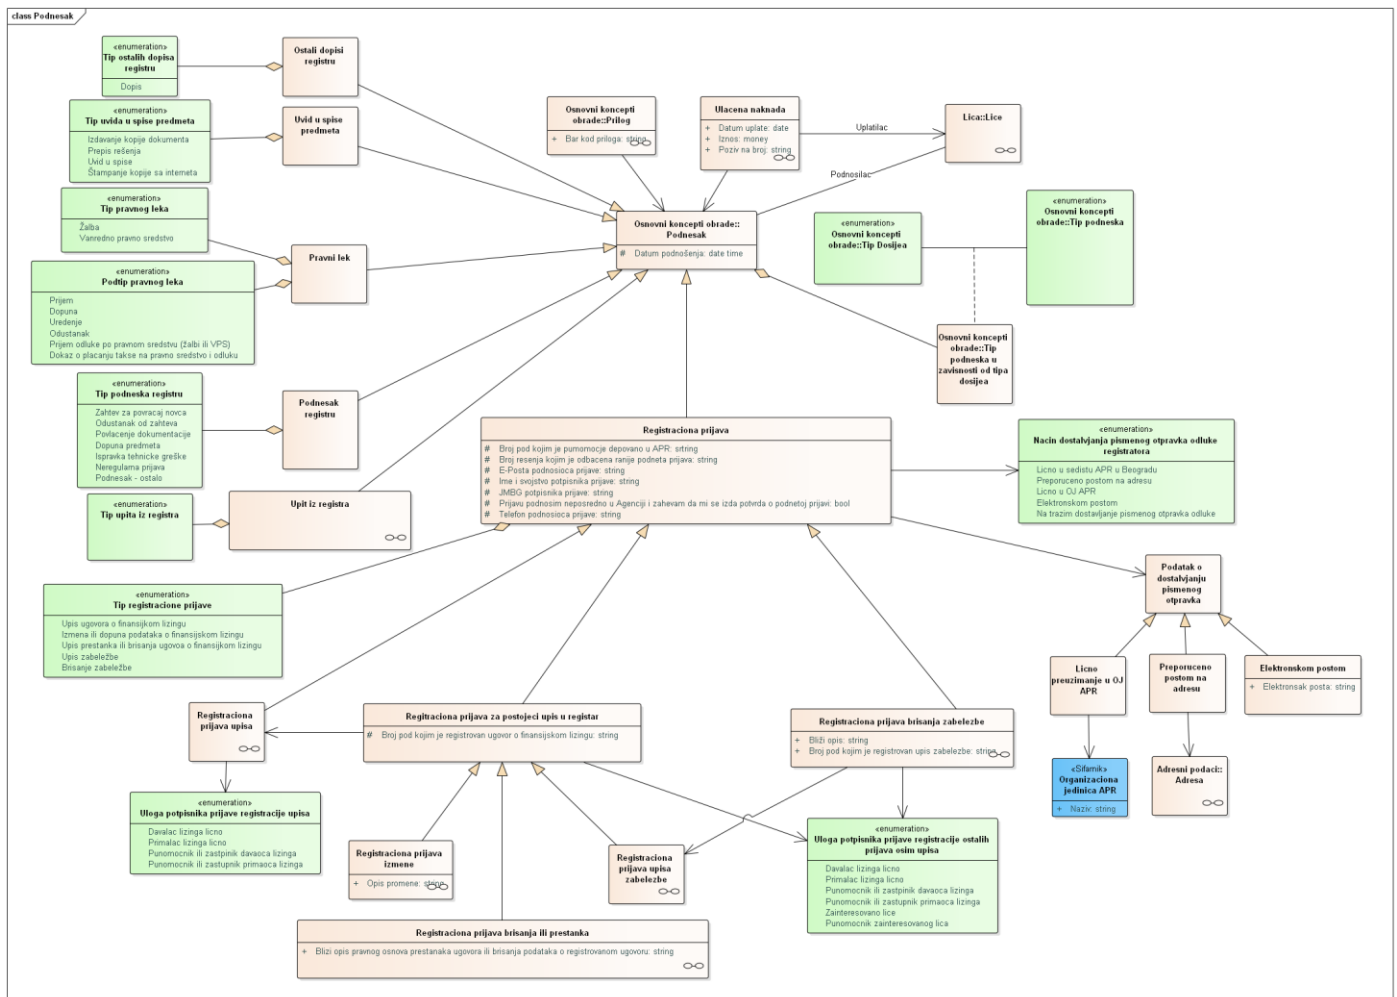 class Podnesak
«enumeration»
Tip ostalih dopisa
registru
Dopis
Ostali dopisi
registru
«enumeration»
Tip uvida u spise predmeta
Izdavanje kopije dokumenta
Prepis rešenja
Uvid u spise
Štampanje kopije sa interneta
Uvid u spise
predmeta
Osnovni koncepti
obrade::Prilog
+ Bar kod priloga: string
Ulacena naknada
+ Datum uplate: date
+ Iznos: money
+ Poziv na broj: string
Uplatilac
Lica::Lice
Podnosilac
«enumeration»
Tip pravnog leka
Žalba
Vanredno pravno sredstvo
Pravni lek
«enumeration»
Podtip pravnog leka
Prijem
Dopuna
Uredenje
Odustanak
Prijem odluke po pravnom sredstvu (žalbi ili VPS)
Dokaz o placanju takse na pravno sredstvo i odluku
Osnovni koncepti obrade::
Podnesak
# Datum podnošenja: date time
«enumeration»
Osnovni koncepti
obrade::Tip Dosijea
«enumeration»
Osnovni koncepti
obrade::Tip podneska
Osnovni koncepti
obrade::Tip
podneska u
zavisnosti od tipa
dosijea
«enumeration»
Tip podneska registru
Zahtev za povracaj novca
Odustanak od zahteva
Povlacenje dokumentacije
Dopuna predmeta
Ispravka tehnicke greške
Neregularna prijava
Podnesak - ostalo
Podnesak
registru
«enumeration»
Tip upita iz registra
Upit iz registra
Registraciona prijava
# Broj pod kojim je pumomocje depovano u APR: srtring
# Broj resenja kojim je odbacena ranije podneta prijava: string
# E-Posta podnosioca prijave: string
# Ime i svojstvo potpisnika prijave: string
# JMBG potpisnika prijave: string
# Prijavu podnosim neposredno u Agenciji i zahevam da mi se izda potvrda o podnetoj prijavi: bool
# Telefon podnosioca prijave: string
«enumeration»
Nacin dostalvjanja pismenog otpravka odluke
registratora
Licno u sedistu APR u Beogradu
Preporuceno postom na adresu
Licno u OJ APR
Elektronskom postom
Na trazim dostavljanje pismenog otpravka odluke
Podatak o
dostalvjanju
pismenog
otpravka
«enumeration»
Tip registracione prijave
Upis ugovora o finansijkom lizingu
Izmena ili dopuna podataka o finansijskom lizingu
Upis prestanka ili brisanja ugovoa o finansijskom lizingu
Upis zabeležbe
Brisanje zabeležbe
Licno
preuzimanje u OJ
APR
Preporuceno
postom na
adresu
Elektronskom postom
+ Elektronsak posta: string
«Sifarnik»
Organizaciona
jedinica APR
+ Naziv: string
Adresni podaci::
Adresa
Registraciona
prijava upisa
Regitraciona prijava za postojeci upis u registar
# Broj pod kojim je registrovan ugovor o finansijskom lizingu: string
Registraciona prijava brisanja zabelezbe
+ Bliži opis: string
+ Broj pod kojim je registrovan upis zabelezbe: string
«enumeration»
Uloga potpisnika prijave registracije upisa
Davalac lizinga licno
Primalac lizinga licno
Punomocnik ili zastpinik davaoca lizinga
Punomocnik ili zastupnik primaoca lizinga
Registraciona prijava
izmene
+ Opis promene: string
Registraciona
prijava upisa
zabelezbe
«enumeration»
Uloga potpisnika prijave registracije ostalih
prijava osim upisa
Davalac lizinga licno
Primalac lizinga licno
Punomocnik ili zastpinik davaoca lizinga
Punomocnik ili zastupnik primaoca lizinga
Zainteresovano lice
Punomocnik zainteresovanog lica
Registraciona prijava brisanja ili prestanka
+ Blizi opis pravnog osnova prestanaka ugovora ili brisanja podataka o registrovanom ugovoru: string